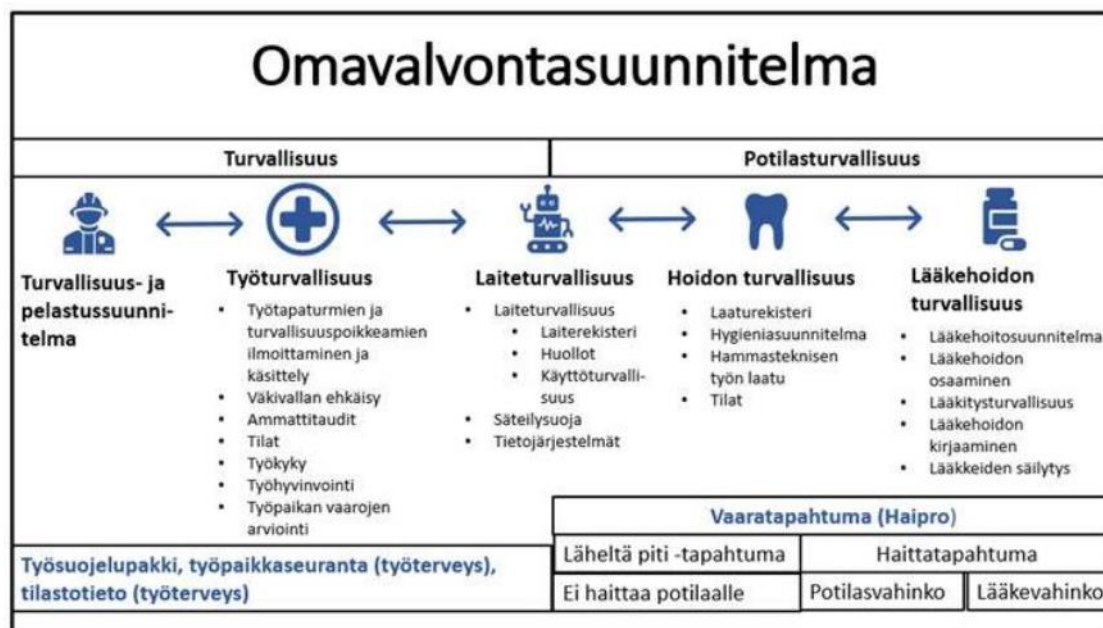 Omavalvontasuunnitelma
Turvallisuus
Potilasturvallisuus
Turvallisuus- ja
pelastussuunni-
telma
Työturvallisuus
• Työtapaturmien ja
turvallisuuspoikkeamien
ilmoittaminen ja
käsittely
• Väkivallan ehkäisy
• Ammattitaudit
• Tilat
• Työkyky
• Työhyvinvointi
• Työpaikan vaarojen
arviointi
Laiteturvallisuus
• Laiteturvallisuus
• Laiterekisteri
• Huollot
• Käyttöturvalli-
suus
• Säteilysuoja
• Tietojärjestelmät
Hoidon turvallisuus
• Laaturekisteri
• Hygieniasuunnitelma
• Hammasteknisen
työn laatu
• Tilat
Lääkehoidon
turvallisuus
• Lääkehoitosuunnitelma
• Lääkehoidon
osaaminen
• Lääkitysturvallisuus
• Lääkehoidon
kirjaaminen
• Lääkkeiden säilytys
Työsuojelupakki, työpaikkaseuranta (työterveys),
tilastotieto (työterveys)
Vaaratapahtuma (Haipro)
Läheltä piti -tapahtuma
Haittatapahtuma
Ei haittaa potilaalle
Potilasvahinko
Lääkevahinko